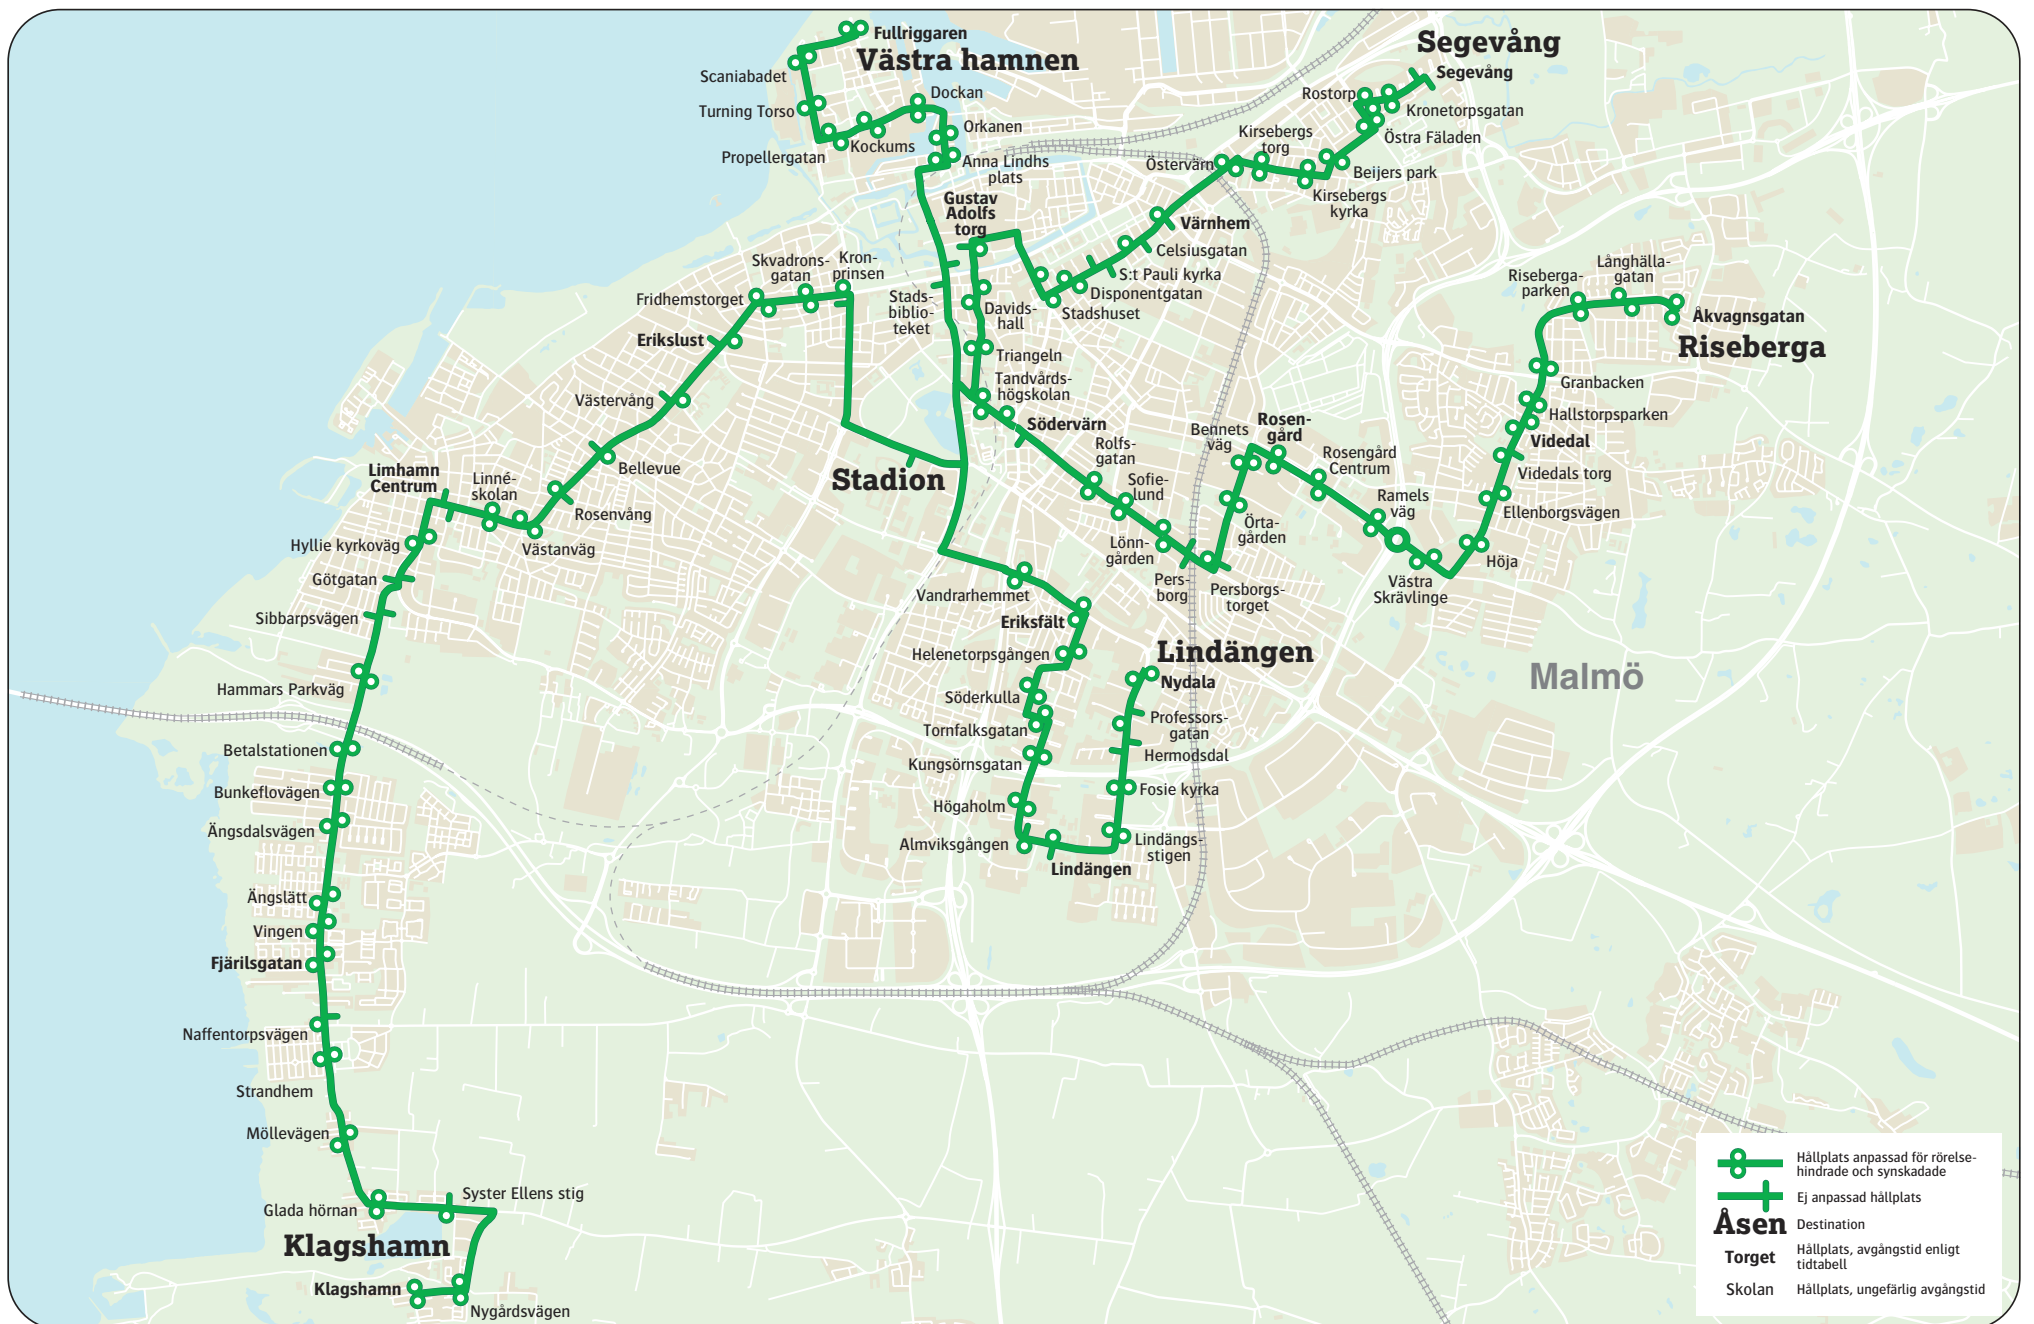 Fullriggaren
Västra hamnen
Scaniabadet
Turning Torso
Propellergatan
Kockums
Dockan
Orkanen
Anna Lindhs
plats
Gustav
Adolfs
torg
Segevång
Segevång
Rostorp
Kronetorpsgatan
Östra Fäladen
Kirsebergs
torg
Beijers park
Kirsebergs
kyrka
Östervärn
Värnhem
Celsiusgatan
S:t Pauli kyrka
Disponentgatan
Stadshuset
Skvadrons-
gatan
Kron-
prinsen
Fridhemstorget
Erikslust
Västervång
Bellevue
Rosenvång
Västanväg
Linné-
skolan
Limhamn
Centrum
Stads-
biblio-
teket
Davids-
hall
Triangeln
Tandvårds-
högskolan
Södervärn
Stadion
Rolfs-
gatan
Sofie-
lund
Lönn-
gården
Pers-
borg
Persborgs-
torget
Örta-
gården
Bennets
väg
Rosen-
gård
Rosengård
Centrum
Ramels
väg
Västra
Skrävlinge
Höja
Ellenborgsvägen
Videdals torg
Videdal
Hallstorpsparken
Granbacken
Riseberga-
parken
Långhälla-
gatan
Åkvagnsgatan
Riseberga
Hyllie kyrkoväg
Götgatan
Sibbarpsvägen
Hammars Parkväg
Betalstationen
Bunkeflovägen
Ängsdalsvägen
Ängslätt
Vingen
Fjärilsgatan
Naffentorpsvägen
Strandhem
Möllevägen
Glada hörnan
Syster Ellens stig
Klagshamn
Klagshamn
Nygårdsvägen
Vandrarhemmet
Eriksfält
Helenetorpsgången
Söderkulla
Tornfalksgatan
Kungsörnsgatan
Högaholm
Almviksgången
Lindängen
Lindängs-
stigen
Fosie kyrka
Hermodsdal
Professors-
gatan
Nydala
Lindängen
Malmö
Hållplats anpassad för rörelse-
hindrade och synskadade
Ej anpassad hållplats
Åsen Destination
Torget Hållplats, avgångstid enligt
tidtabell
Skolan Hållplats, ungefärlig avgångstid